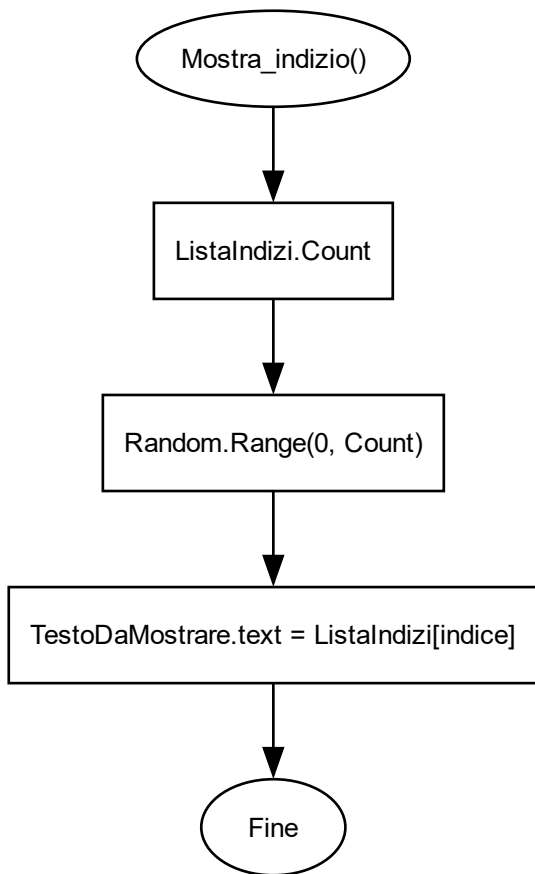 Mostra_indizio()
ListaIndizi.Count
Random.Range(0, Count)
TestoDaMostrare.text = ListaIndizi[indice]
Fine